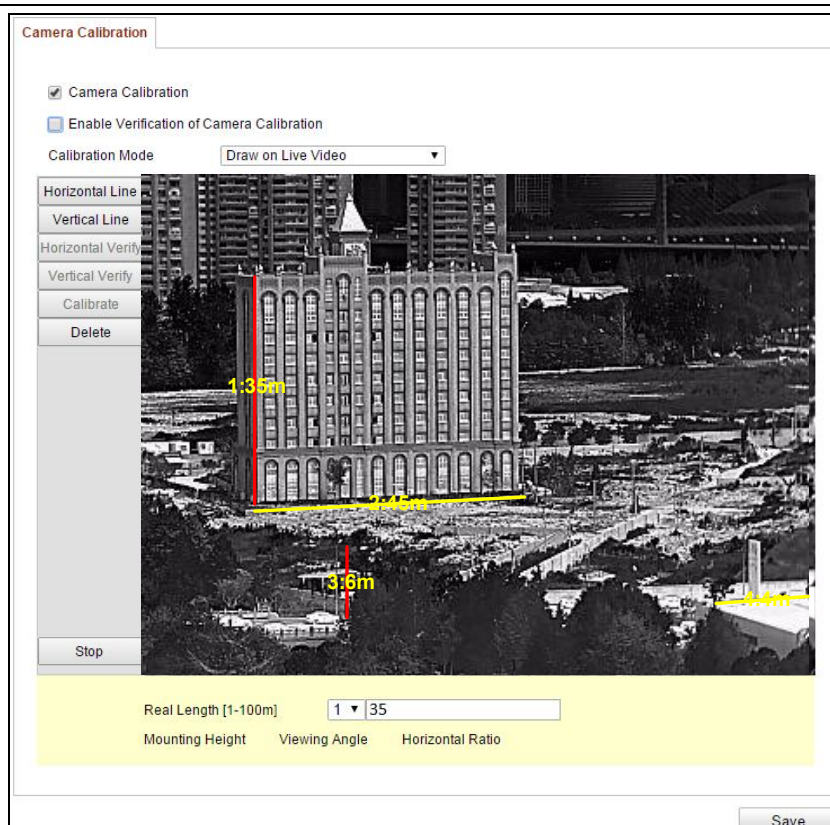 Camera Calibration
Camera Calibration
Enable Verification of Camera Calibration
Calibration Mode Draw on Live Video
Horizontal Line
Vertical Line
Horizontal Verify
Vertical Verify
Calibrate
Delete
1:35m
2:45m
3:6m
4:4m
Stop
Real Length [1-100m] 1 35
Mounting Height Viewing Angle Horizontal Ratio
Save